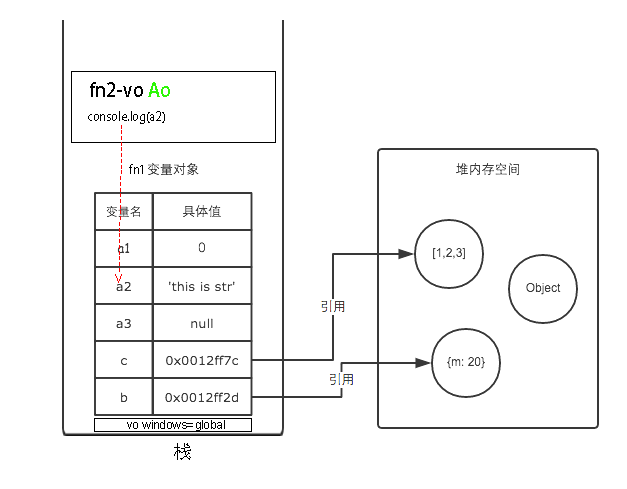 fn2-vo Ao
console.log(a2)
fn1 变量对象
变量名 具体值
a1 0
a2 'this is str'
a3 null
c 0x0012ff7c
b 0x0012ff2d
vo windows=global
栈
引用
引用
堆内存空间
[1,2,3]
Object
{m: 20}